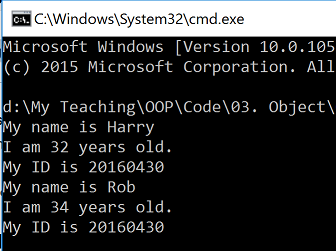 C:\Windows\System32\cmd.exe
Microsoft Windows [Version 10.0.105
(c) 2015 Microsoft Corporation. All
d:\My Teaching\OOP\Code\03. Object\
My name is Harry
I am 32 years old.
My ID is 20160430
My name is Rob
I am 34 years old.
My ID is 20160430